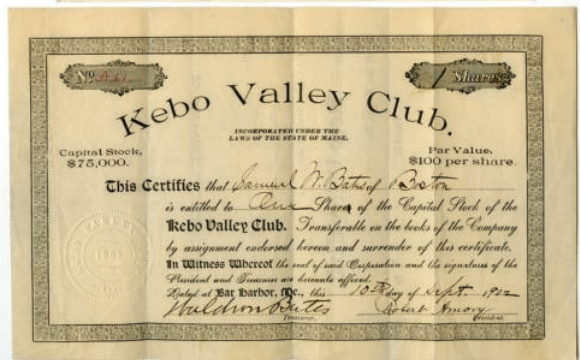 No A61
1 Shares
Kebo Valley Club.
INCORPORATED UNDER THE
LAWS OF THE STATE OF MAINE.
Capital Stock,
$75,000.
Par Value,
$100 per share.
This Certifies that Samuel W. Bates of Boston
is entitled to One Share of the Capital Stock of the
Kebo Valley Club. Transferable on the books of the Company
by assignment endorsed hereon and surrender of this certificate.
In Witness Whereof the seal of said Corporation and the signatures of the
President and Treasurer are hereunto affixed.
Dated at Bar Harbor, Me., this 10th day of Sept. 1902
Waldron Bates
Robert Amory
Treasurer.
President.